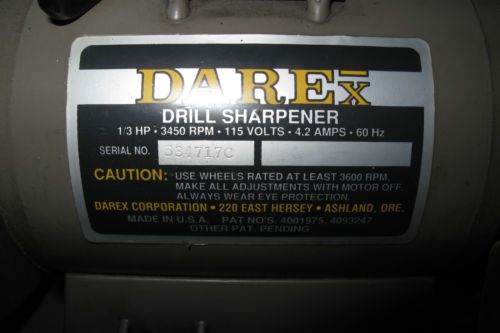 DAREX
DRILL SHARPENER
1/3 HP • 3450 RPM • 115 VOLTS • 4.2 AMPS • 60 Hz
SERIAL NO. 534717C
CAUTION: USE WHEELS RATED AT LEAST 3600 RPM.
MAKE ALL ADJUSTMENTS WITH MOTOR OFF.
ALWAYS WEAR EYE PROTECTION.
DAREX CORPORATION • 220 EAST HERSEY • ASHLAND, ORE.
MADE IN U.S.A. PAT NO'S. 4001975, 4093247
OTHER PAT. PENDING